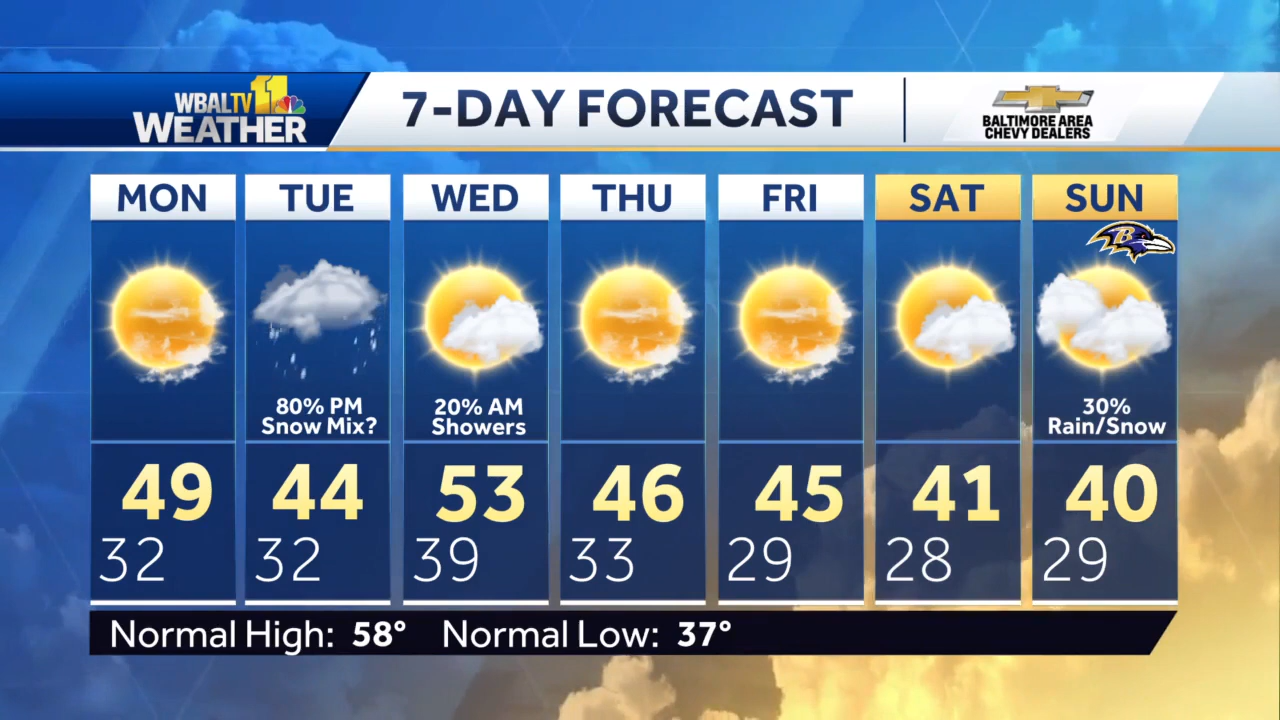 WBALTV 11
WEATHER
7-DAY FORECAST
BALTIMORE AREA
CHEVY DEALERS
MON
TUE
WED
THU
FRI
SAT
SUN
B
80% PM
Snow Mix?
20% AM
Showers
30%
Rain/Snow
49
44
53
46
45
41
40
32
32
39
33
29
28
29
Normal High: 58° Normal Low: 37°